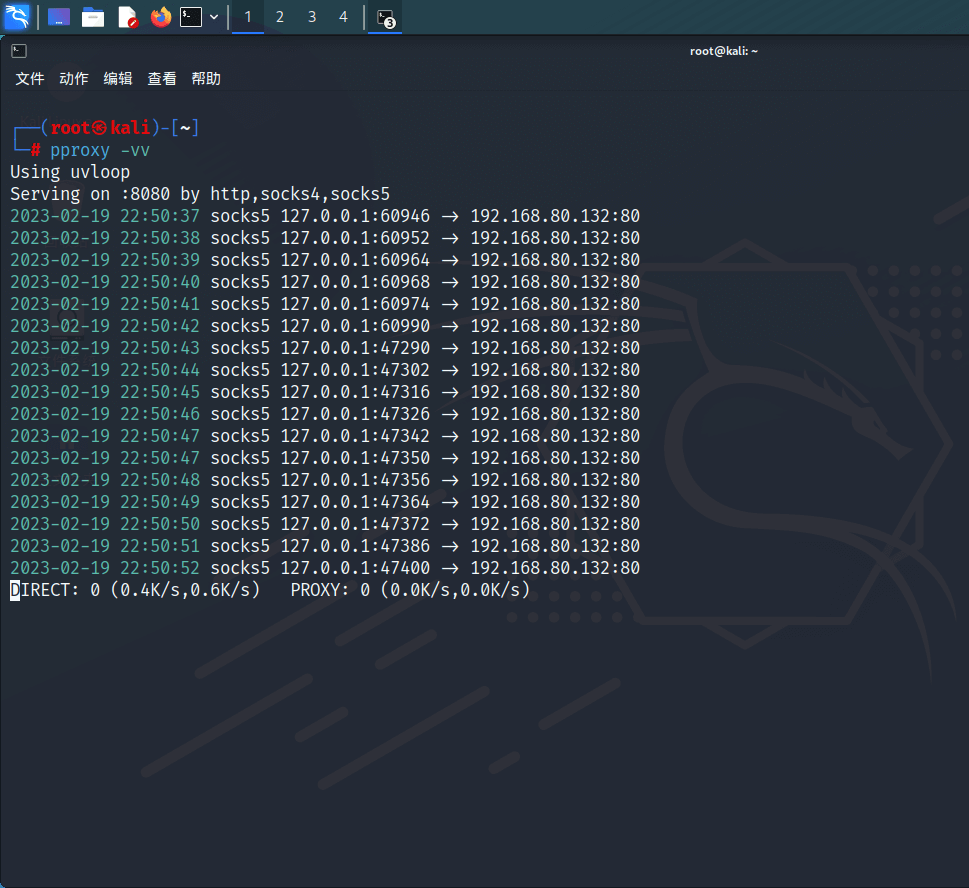 1 2 3 4 3
root@kali: ~
文件 动作 编辑 查看 帮助
┌──(root㉿kali)-[~]
└─# pproxy -vv
Using uvloop
Serving on :8080 by http,socks4,socks5
2023-02-19 22:50:37 socks5 127.0.0.1:60946 → 192.168.80.132:80
2023-02-19 22:50:38 socks5 127.0.0.1:60952 → 192.168.80.132:80
2023-02-19 22:50:39 socks5 127.0.0.1:60964 → 192.168.80.132:80
2023-02-19 22:50:40 socks5 127.0.0.1:60968 → 192.168.80.132:80
2023-02-19 22:50:41 socks5 127.0.0.1:60974 → 192.168.80.132:80
2023-02-19 22:50:42 socks5 127.0.0.1:60990 → 192.168.80.132:80
2023-02-19 22:50:43 socks5 127.0.0.1:47290 → 192.168.80.132:80
2023-02-19 22:50:44 socks5 127.0.0.1:47302 → 192.168.80.132:80
2023-02-19 22:50:45 socks5 127.0.0.1:47316 → 192.168.80.132:80
2023-02-19 22:50:46 socks5 127.0.0.1:47326 → 192.168.80.132:80
2023-02-19 22:50:47 socks5 127.0.0.1:47342 → 192.168.80.132:80
2023-02-19 22:50:47 socks5 127.0.0.1:47350 → 192.168.80.132:80
2023-02-19 22:50:48 socks5 127.0.0.1:47356 → 192.168.80.132:80
2023-02-19 22:50:49 socks5 127.0.0.1:47364 → 192.168.80.132:80
2023-02-19 22:50:50 socks5 127.0.0.1:47372 → 192.168.80.132:80
2023-02-19 22:50:51 socks5 127.0.0.1:47386 → 192.168.80.132:80
2023-02-19 22:50:52 socks5 127.0.0.1:47400 → 192.168.80.132:80
DIRECT: 0 (0.4K/s,0.6K/s)   PROXY: 0 (0.0K/s,0.0K/s)